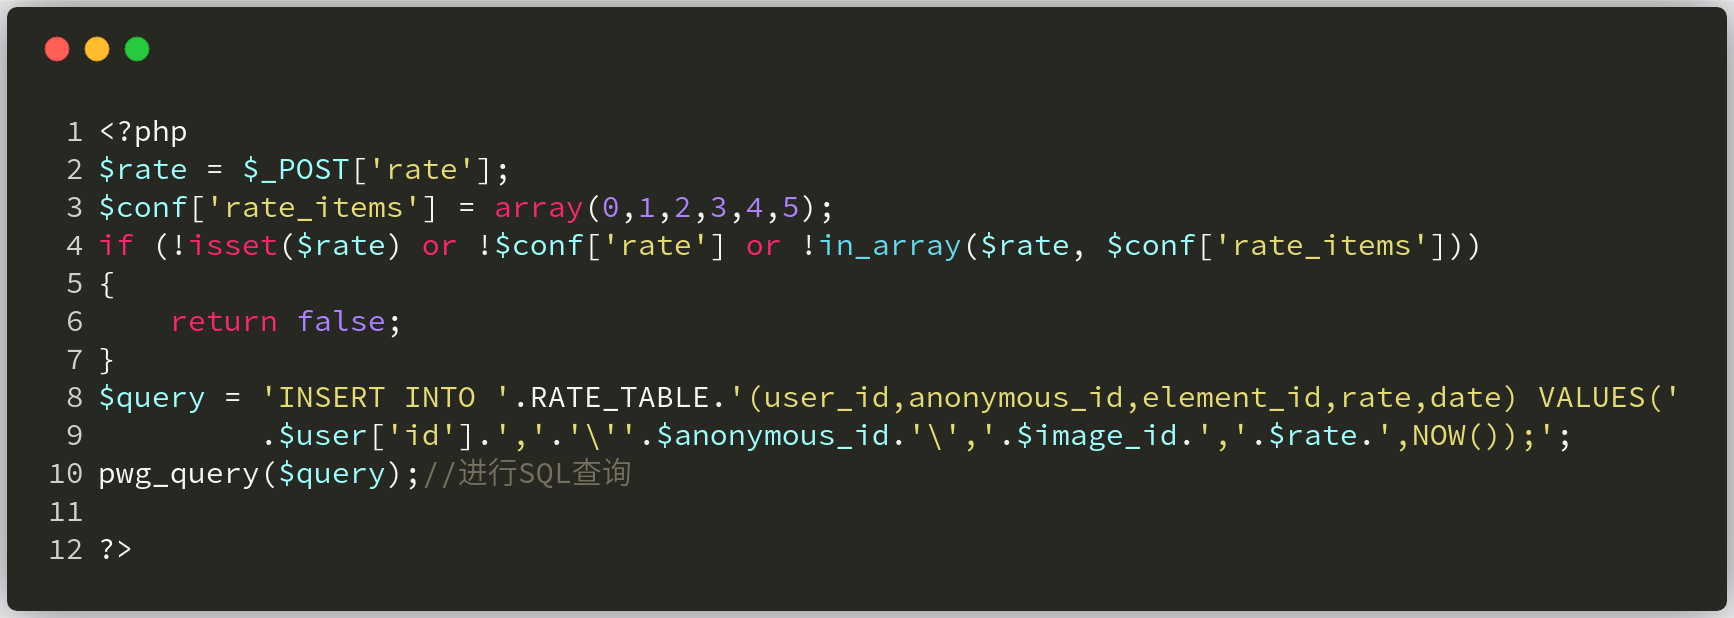 1 <?php
2 $rate = $_POST['rate'];
3 $conf['rate_items'] = array(0,1,2,3,4,5);
4 if (!isset($rate) or !$conf['rate'] or !in_array($rate, $conf['rate_items']))
5 {
6     return false;
7 }
8 $query = 'INSERT INTO '.RATE_TABLE.'(user_id,anonymous_id,element_id,rate,date) VALUES('
9          .$user['id'].','.'\''.$anonymous_id.'\','.$image_id.','.$rate.',NOW());';
10 pwg_query($query);//进行SQL查询
11
12 ?>